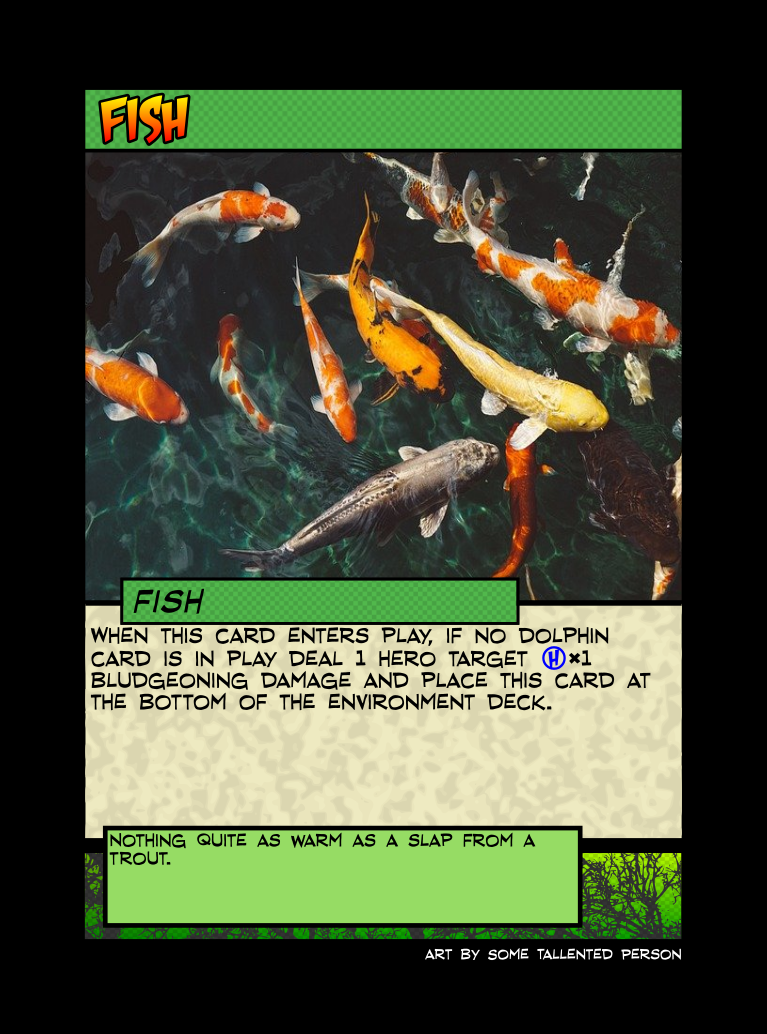 FISH
FISH
WHEN THIS CARD ENTERS PLAY, IF NO DOLPHIN
CARD IS IN PLAY DEAL 1 HERO TARGET Ⓗ×1
BLUDGEONING DAMAGE AND PLACE THIS CARD AT
THE BOTTOM OF THE ENVIRONMENT DECK.
NOTHING QUITE AS WARM AS A SLAP FROM A
TROUT.
ART BY SOME TALLENTED PERSON